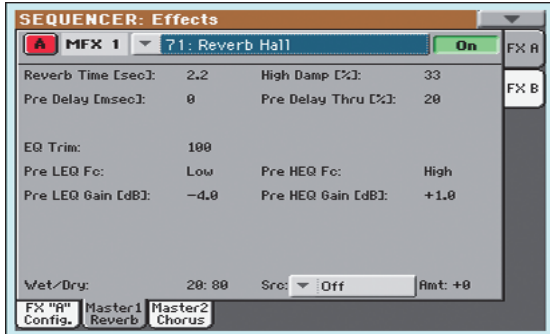 SEQUENCER: Effects
A MFX 1 71: Reverb Hall On
FX A
Reverb Time [sec]: 2.2 High Damp [%]: 33
FX B
Pre Delay [msec]: 0 Pre Delay Thru [%]: 20
EQ Trim: 100
Pre LEQ Fc: Low Pre HEQ Fc: High
Pre LEQ Gain [dB]: -4.0 Pre HEQ Gain [dB]: +1.0
Wet/Dry: 20:80 Src: Off Amt: +0
FX "A" Master1 Master2
Config. Reverb Chorus